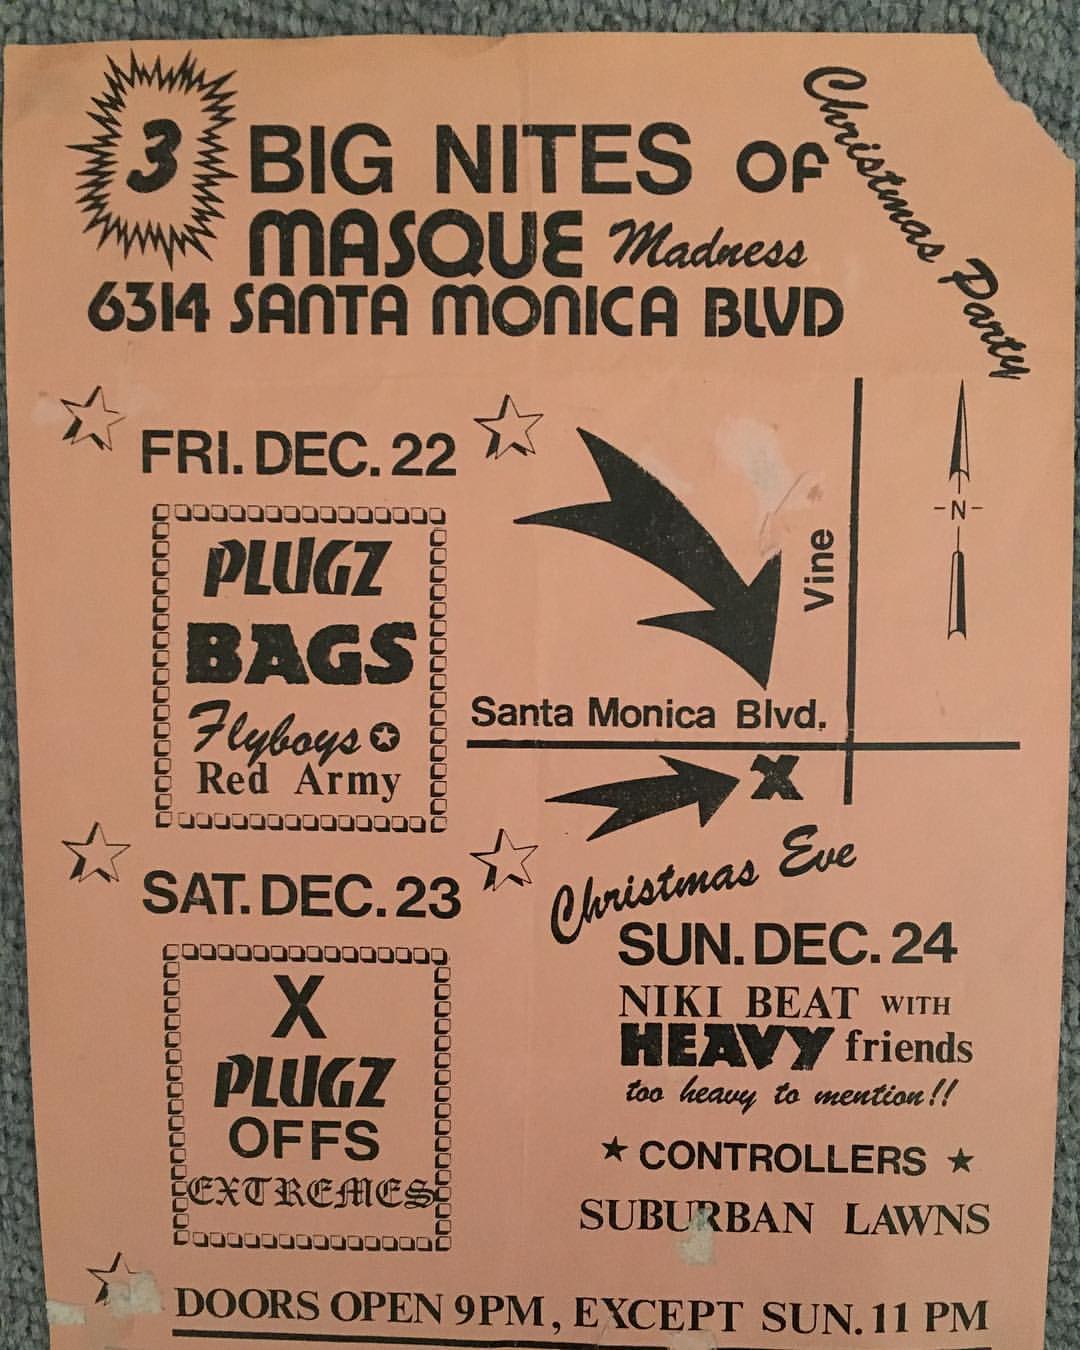 3 BIG NITES OF
MASQUE Madness
6314 SANTA MONICA BLVD
Christmas Party
FRI. DEC. 22
PLUGZ
BAGS
Flyboys
Red Army
Vine
-N-
Santa Monica Blvd.
X
SAT. DEC. 23
X
PLUGZ
OFFS
EXTREMES
Christmas Eve
SUN. DEC. 24
NIKI BEAT WITH
HEAVY friends
too heavy to mention!!
★ CONTROLLERS ★
SUBURBAN LAWNS
DOORS OPEN 9PM, EXCEPT SUN. 11 PM